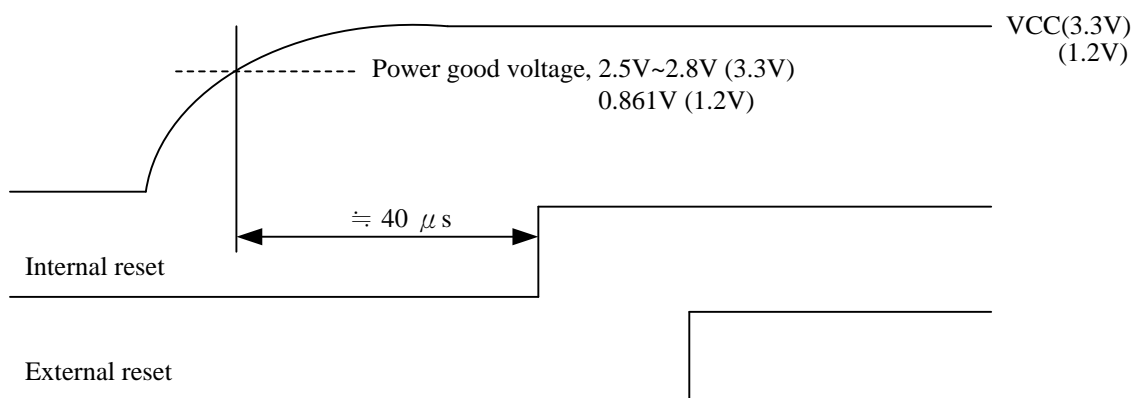 VCC(3.3V)
(1.2V)
Power good voltage, 2.5V~2.8V (3.3V)
0.861V (1.2V)
≒ 40 μs
Internal reset
External reset